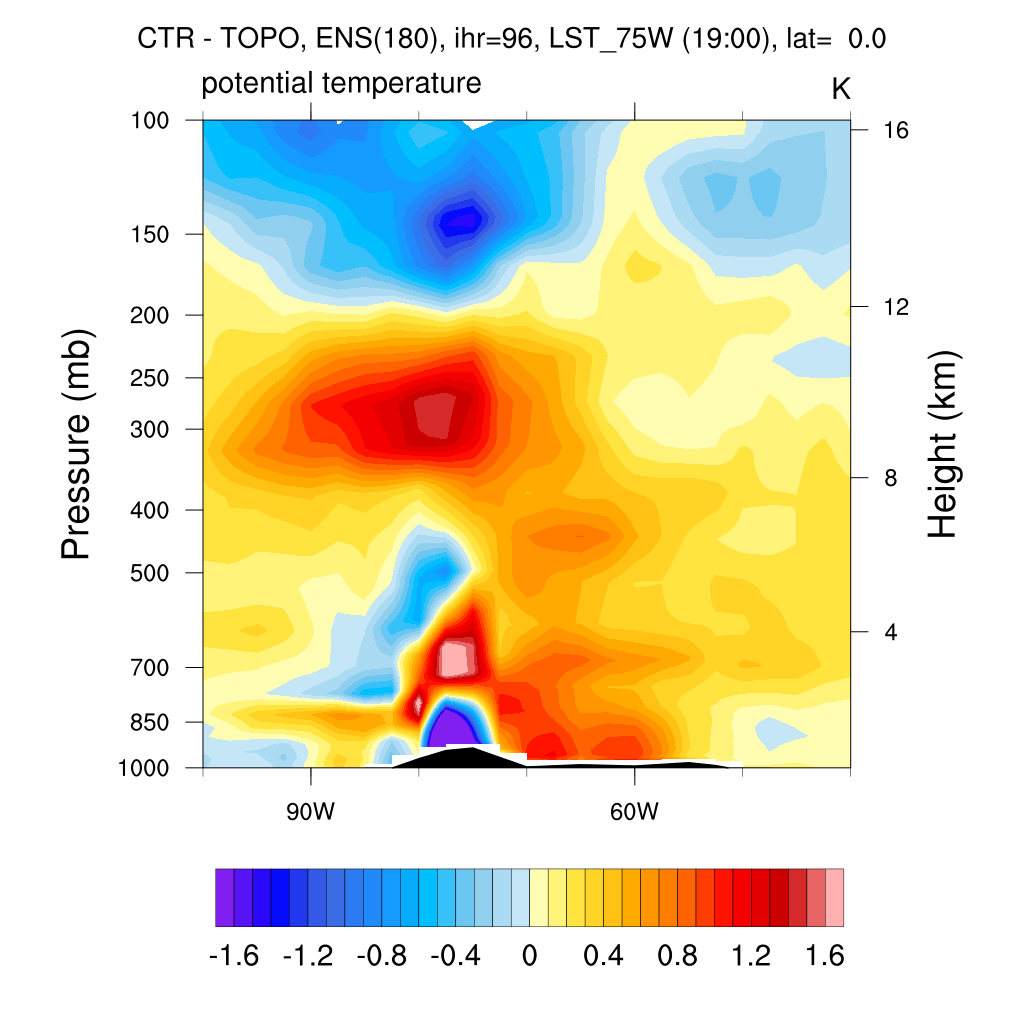 CTR - TOPO, ENS(180), ihr=96, LST_75W (19:00), lat= 0.0
potential temperature K
100
150
200
250
300
400
500
700
850
1000
Pressure (mb)
16
12
8
4
Height (km)
90W 60W
-1.6 -1.2 -0.8 -0.4 0 0.4 0.8 1.2 1.6